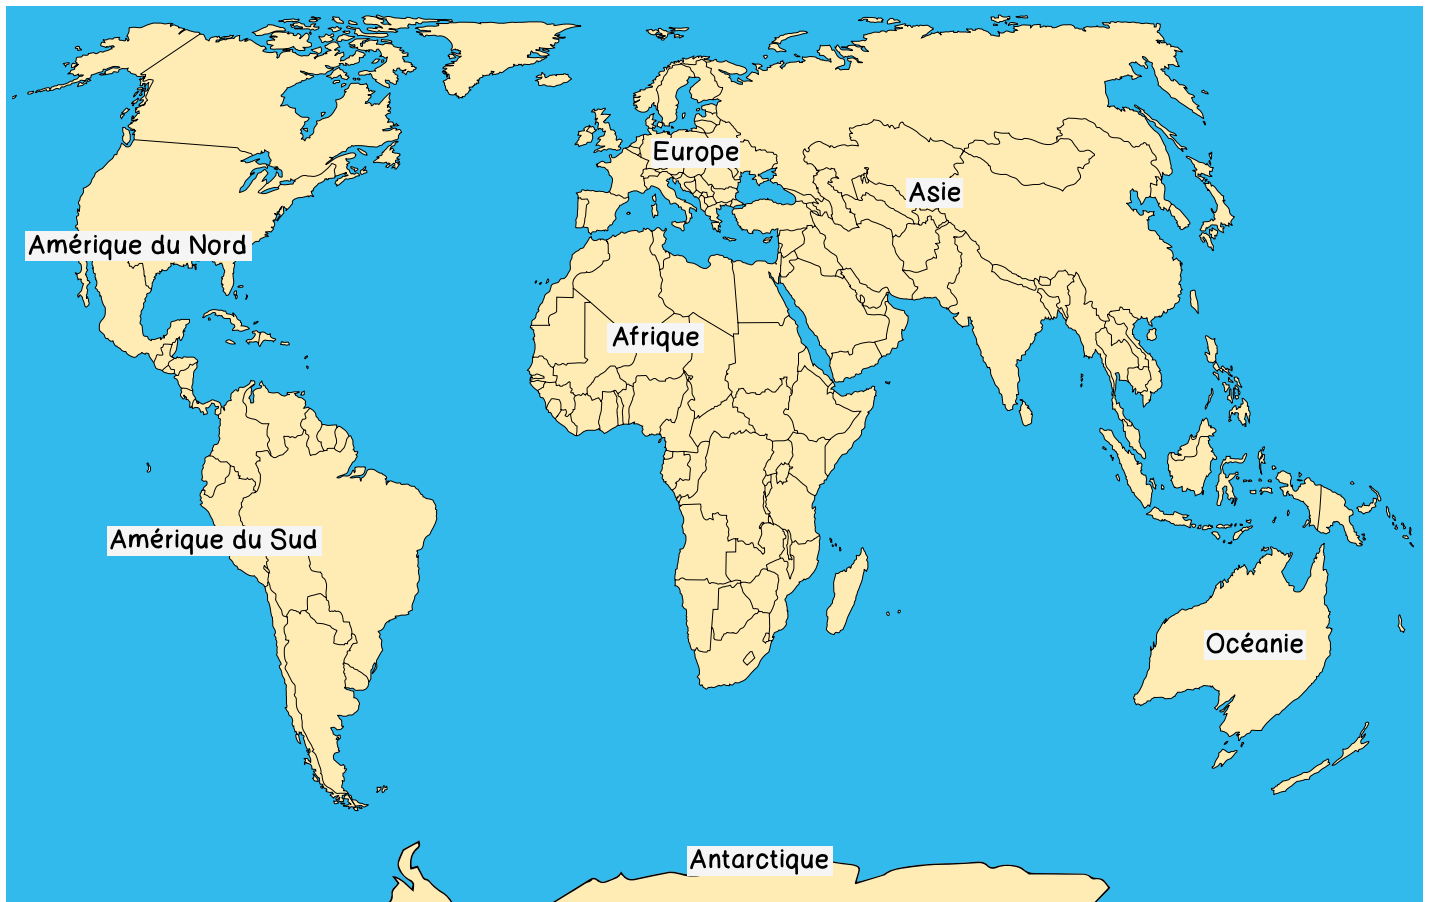 Europe
Asie
Amérique du Nord
Afrique
Amérique du Sud
Océanie
Antarctique